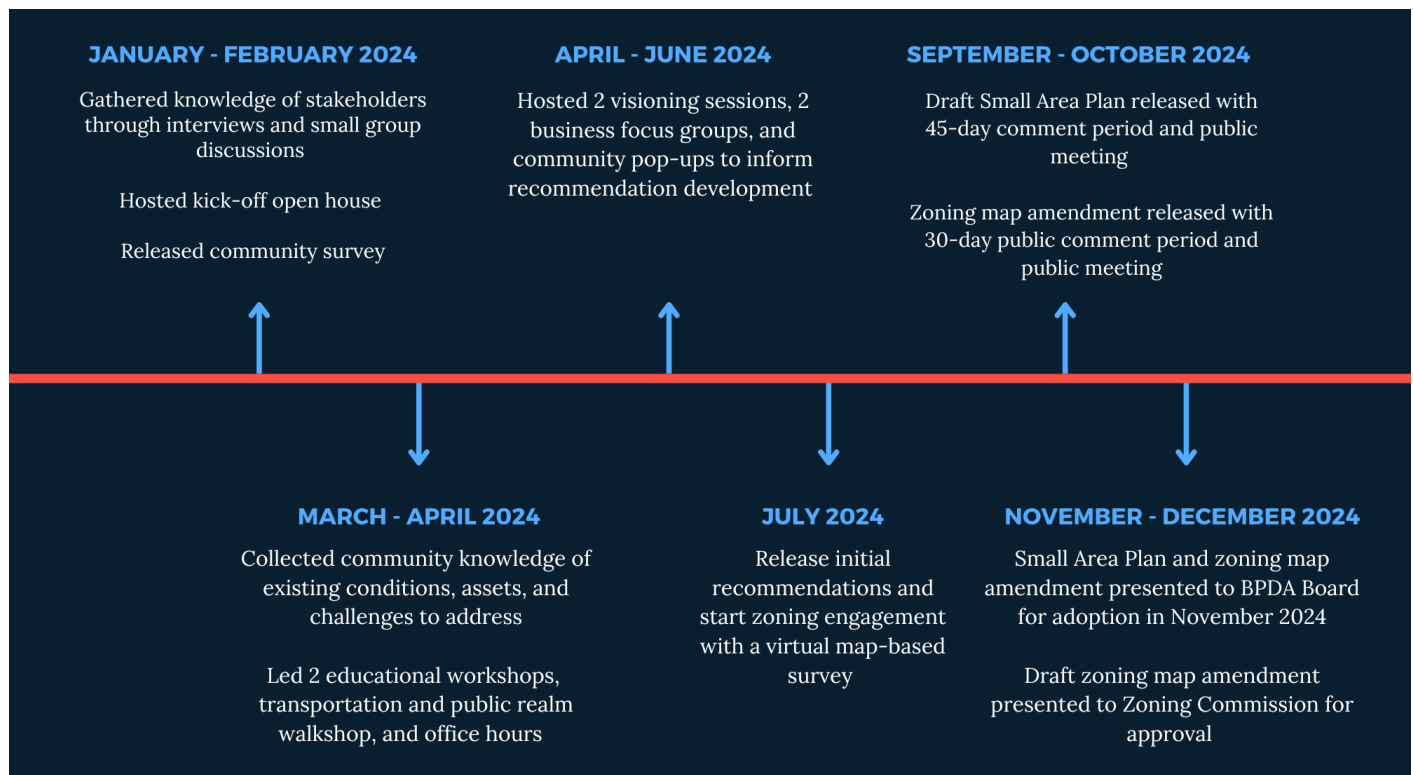 JANUARY - FEBRUARY 2024
Gathered knowledge of stakeholders
through interviews and small group
discussions
Hosted kick-off open house
Released community survey
APRIL - JUNE 2024
Hosted 2 visioning sessions, 2
business focus groups, and
community pop-ups to inform
recommendation development
SEPTEMBER - OCTOBER 2024
Draft Small Area Plan released with
45-day comment period and public
meeting
Zoning map amendment released with
30-day public comment period and
public meeting
MARCH - APRIL 2024
Collected community knowledge of
existing conditions, assets, and
challenges to address
Led 2 educational workshops,
transportation and public realm
walkshop, and office hours
JULY 2024
Release initial
recommendations and
start zoning engagement
with a virtual map-based
survey
NOVEMBER - DECEMBER 2024
Small Area Plan and zoning map
amendment presented to BPDA Board
for adoption in November 2024
Draft zoning map amendment
presented to Zoning Commission for
approval